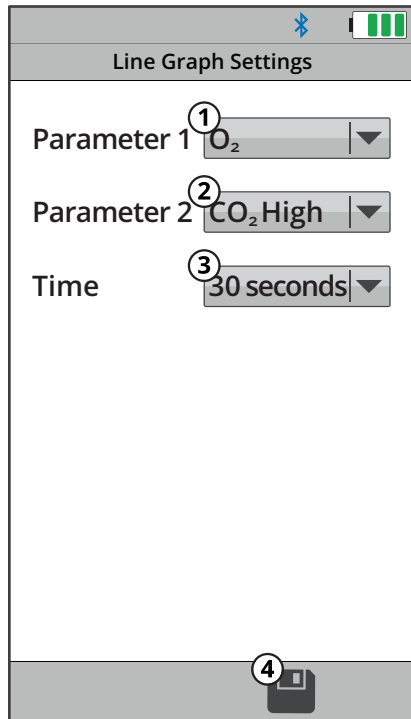 Line Graph Settings
1
Parameter 1 O₂
2
Parameter 2 CO₂ High
3
Time 30 seconds
4